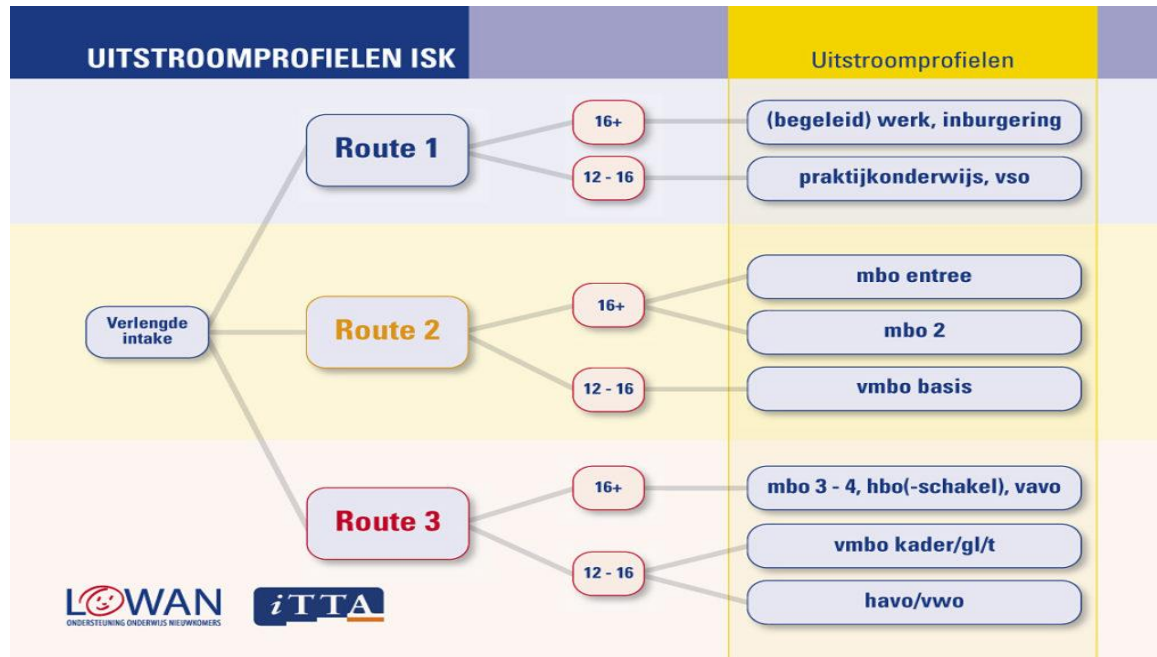 UITSTROOMPROFIELEN ISK
Uitstroomprofielen
Verlengde
intake
Route 1
16+
(begeleid) werk, inburgering
12 - 16
praktijkonderwijs, vso
Route 2
16+
mbo entree
mbo 2
12 - 16
vmbo basis
Route 3
16+
mbo 3 - 4, hbo(-schakel), vavo
12 - 16
vmbo kader/gl/t
havo/vwo
LOWAN
ONDERSTEUNING ONDERWIJS NIEUWKOMERS
iTTA